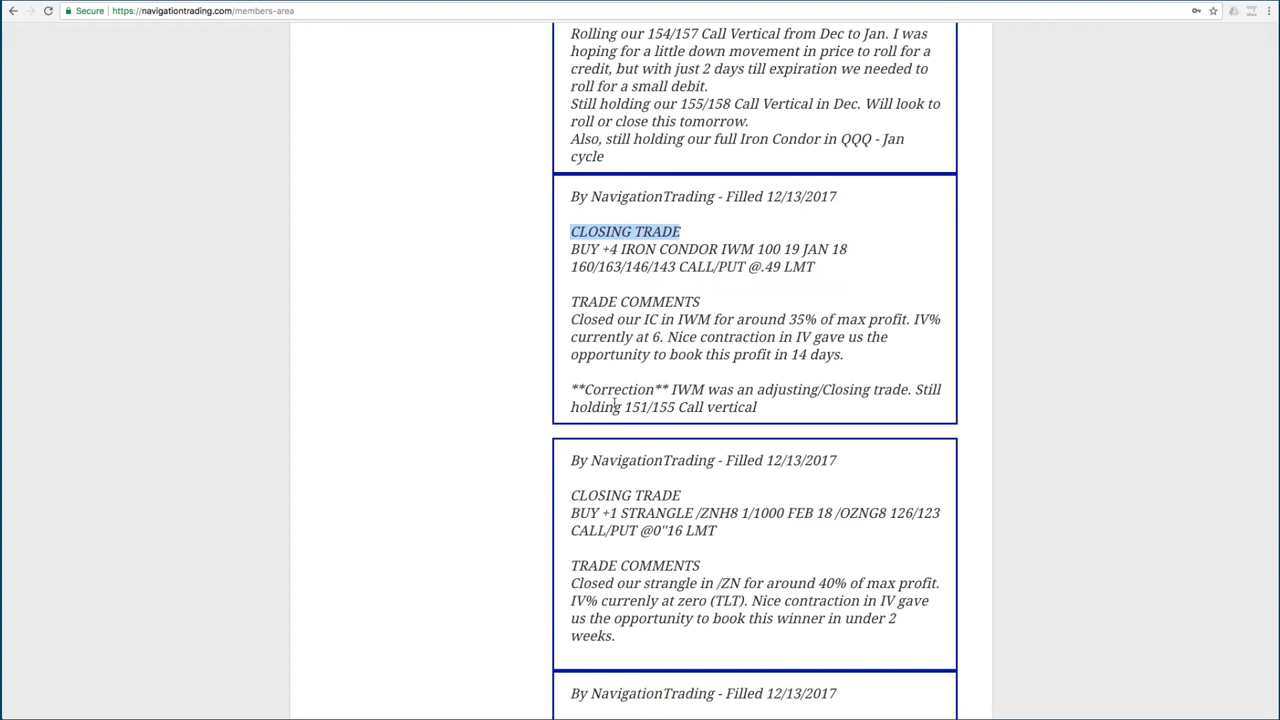 Secure
https://navigationtrading.com/members-area
Rolling our 154/157 Call Vertical from Dec to Jan. I was
hoping for a little down movement in price to roll for a
credit, but with just 2 days till expiration we needed to
roll for a small debit.
Still holding our 155/158 Call Vertical in Dec. Will look to
roll or close this tomorrow.
Also, still holding our full Iron Condor in QQQ - Jan
cycle
By NavigationTrading - Filled 12/13/2017
CLOSING TRADE
BUY +4 IRON CONDOR IWM 100 19 JAN 18
160/163/146/143 CALL/PUT @.49 LMT
TRADE COMMENTS
Closed our IC in IWM for around 35% of max profit. IV%
currently at 6. Nice contraction in IV gave us the
opportunity to book this profit in 14 days.
**Correction** IWM was an adjusting/Closing trade. Still
holding 151/155 Call vertical
By NavigationTrading - Filled 12/13/2017
CLOSING TRADE
BUY +1 STRANGLE /ZNH8 1/1000 FEB 18 /OZNG8 126/123
CALL/PUT @0"16 LMT
TRADE COMMENTS
Closed our strangle in /ZN for around 40% of max profit.
IV% currenly at zero (TLT). Nice contraction in IV gave
us the opportunity to book this winner in under 2
weeks.
By NavigationTrading - Filled 12/13/2017